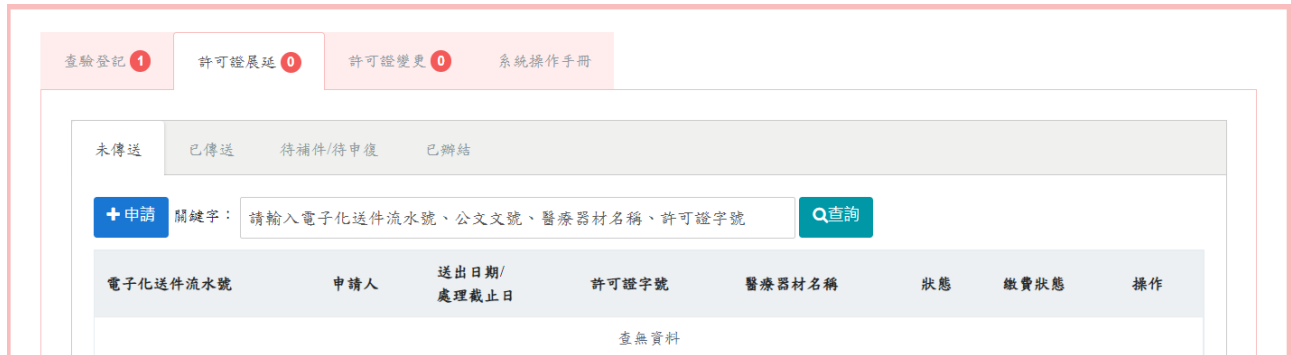 查驗登記 1 許可證展延 0 許可證變更 0 系統操作手冊
未傳送 已傳送 待補件/待申復 已辦結
申請 關鍵字： 請輸入電子化送件流水號、公文文號、醫療器材名稱、許可證字號 查詢
電子化送件流水號 申請人 送出日期/ 許可證字號 醫療器材名稱 狀態 繳費狀態 操作
處理截止日
查無資料